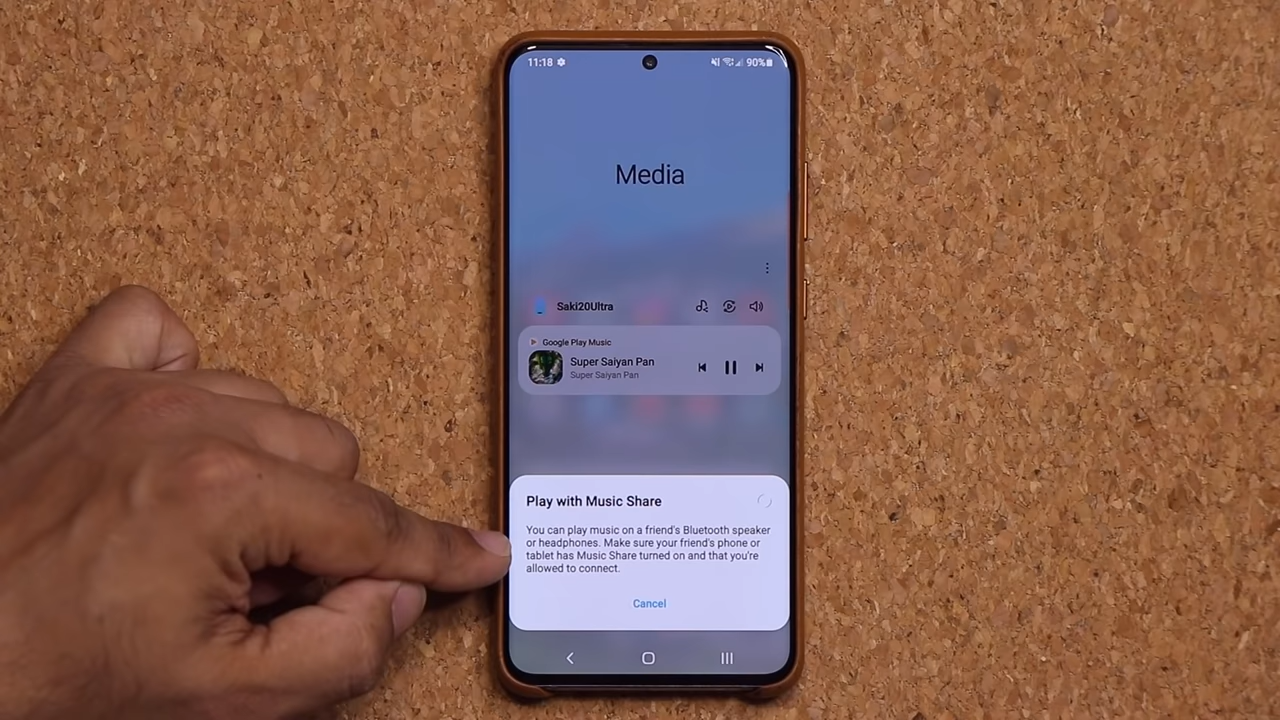 11:18
90%
Media
Saki20Ultra
Google Play Music
Super Saiyan Pan
Super Saiyan Pan
Play with Music Share
You can play music on a friend's Bluetooth speaker
or headphones. Make sure your friend's phone or
tablet has Music Share turned on and that you're
allowed to connect.
Cancel